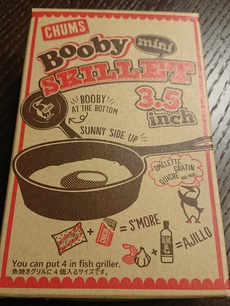 CHUMS
Booby mini
SKILLET
3.5
inch
BOOBY
AT THE BOTTOM
SUNNY SIDE UP
OMELETTE
GRATIN
QUICHE
= S'MORE
= AJILLO
You can put 4 in fish griller.
魚焼きグリルに4個入るサイズです。